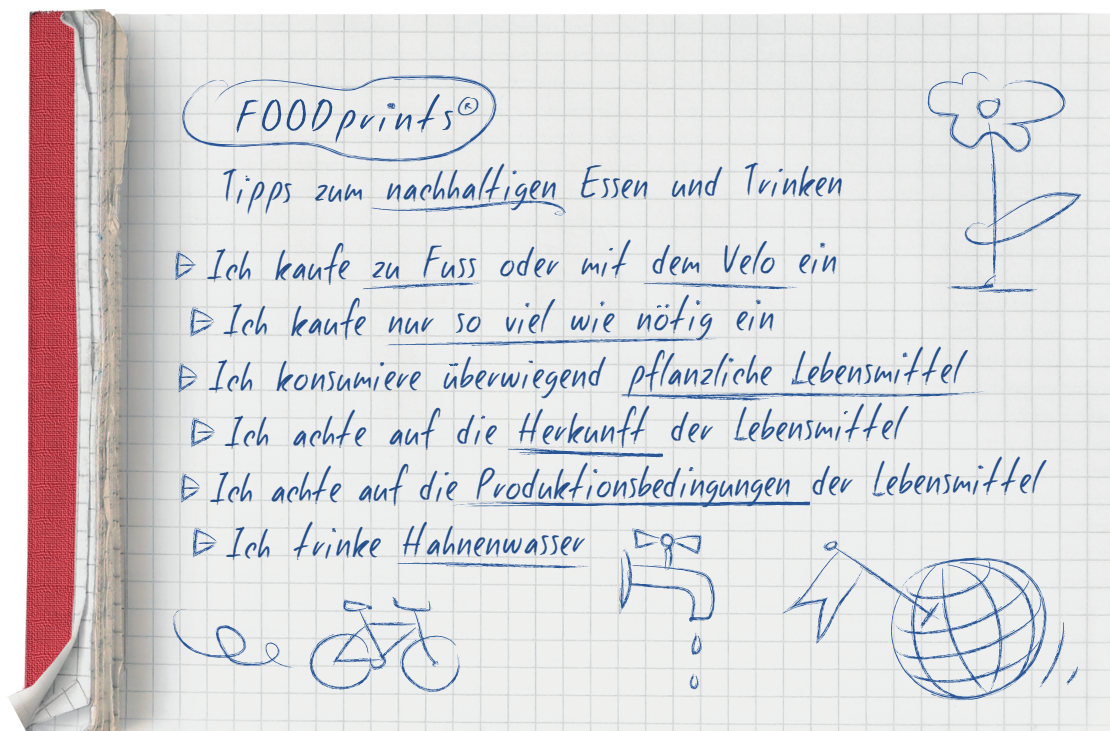 FOODprints®
Tipps zum nachhaltigen Essen und Trinken
Ich kaufe zu Fuss oder mit dem Velo ein
Ich kaufe nur so viel wie nötig ein
Ich konsumiere überwiegend pflanzliche Lebensmittel
Ich achte auf die Herkunft der Lebensmittel
Ich achte auf die Produktionsbedingungen der Lebensmittel
Ich trinke Hahnenwasser